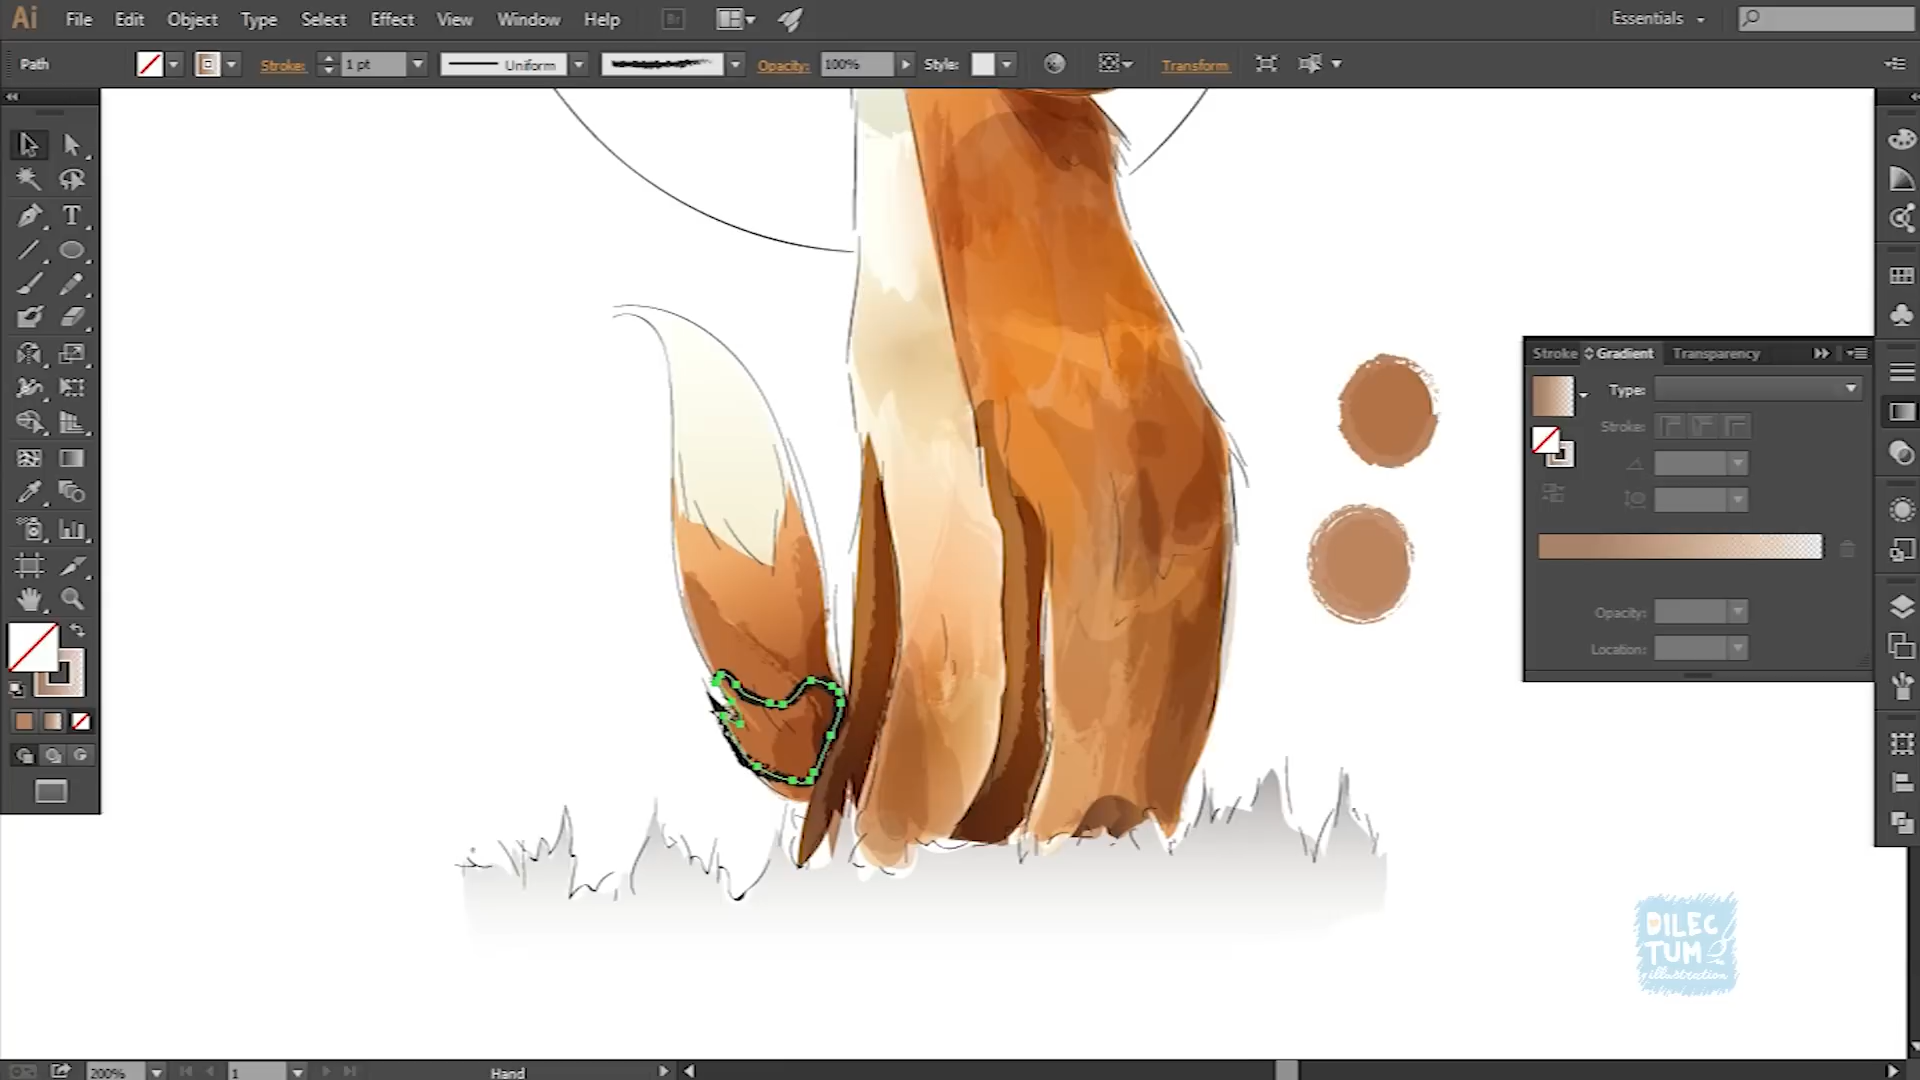 Ai File Edit Object Type Select Effect View Window Help Br Essentials
Path Stroke: 1 pt Uniform Opacity: 100% Style: Transform
T
Stroke Gradient Transparency
Type:
Stroke:
Opacity:
Location:
DILEC
TUM
illustration
200% 1 Hand